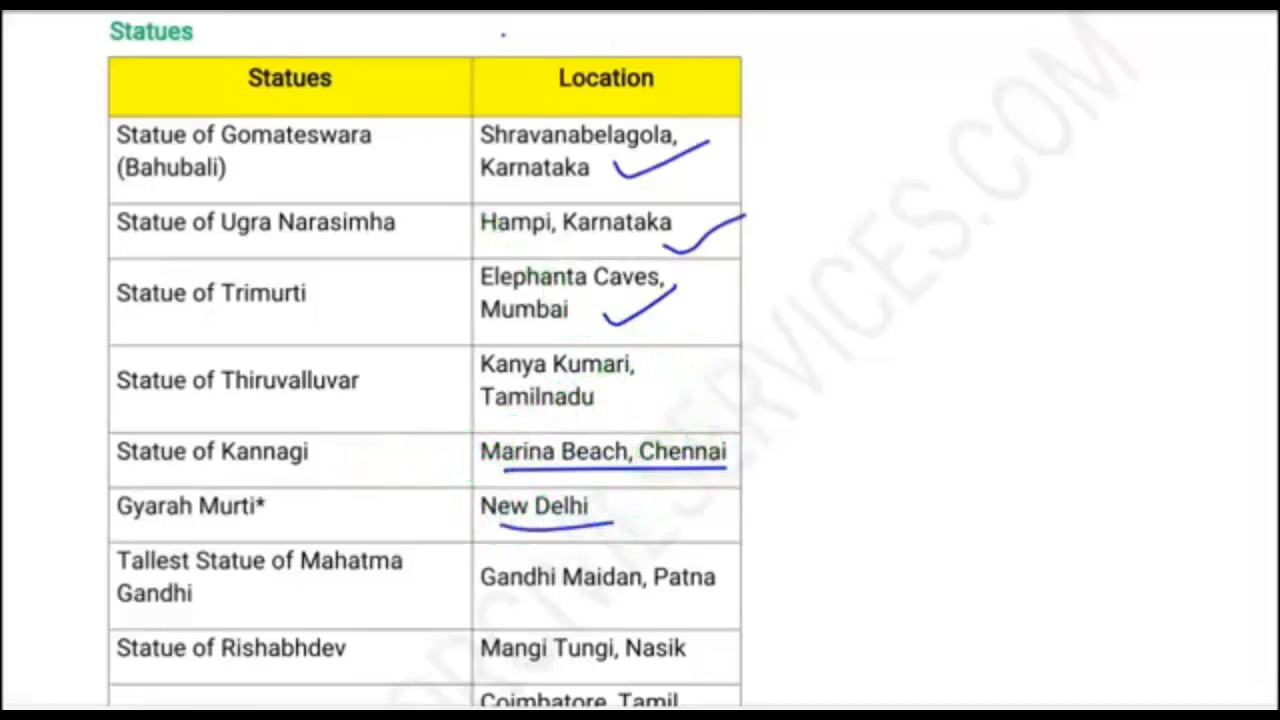 Statues
Statues Location
Statue of Gomateswara
(Bahubali)
Shravanabelagola,
Karnataka
Statue of Ugra Narasimha
Hampi, Karnataka
Statue of Trimurti
Elephanta Caves,
Mumbai
Statue of Thiruvalluvar
Kanya Kumari,
Tamilnadu
Statue of Kannagi
Marina Beach, Chennai
Gyarah Murti*
New Delhi
Tallest Statue of Mahatma
Gandhi
Gandhi Maidan, Patna
Statue of Rishabhdev
Mangi Tungi, Nasik
Coimbatore, Tamil